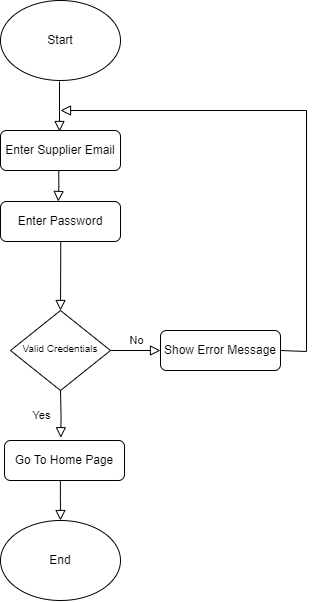 Start
Enter Supplier Email
Enter Password
Valid Credentials
No
Show Error Message
Yes
Go To Home Page
End